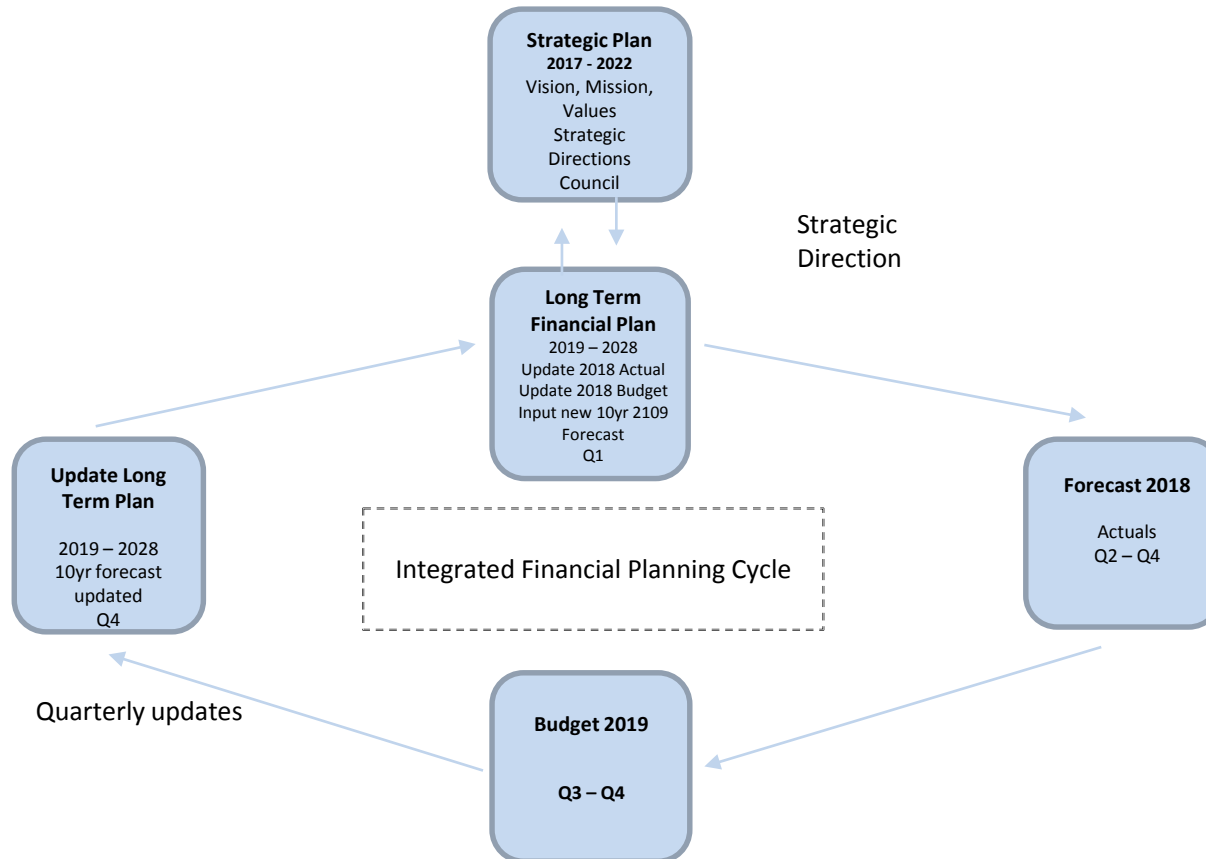 Strategic Plan
2017 - 2022
Vision, Mission,
Values
Strategic
Directions
Council
Strategic
Direction
Long Term
Financial Plan
2019 – 2028
Update 2018 Actual
Update 2018 Budget
Input new 10yr 2109
Forecast
Q1
Update Long
Term Plan
2019 – 2028
10yr forecast
updated
Q4
Forecast 2018
Actuals
Q2 – Q4
Integrated Financial Planning Cycle
Quarterly updates
Budget 2019
Q3 – Q4